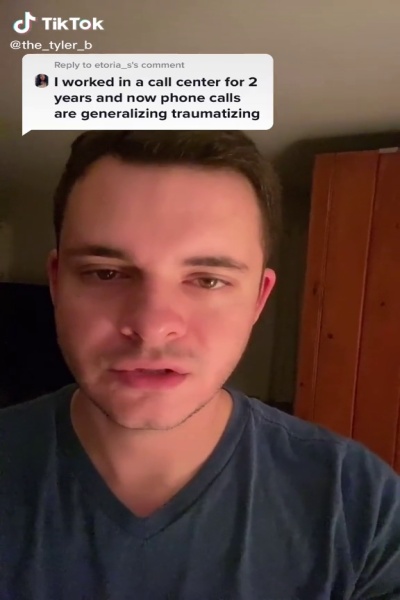 TikTok
@the_tyler_b
Reply to etoria_s's comment
I worked in a call center for 2
years and now phone calls
are generalizing traumatizing